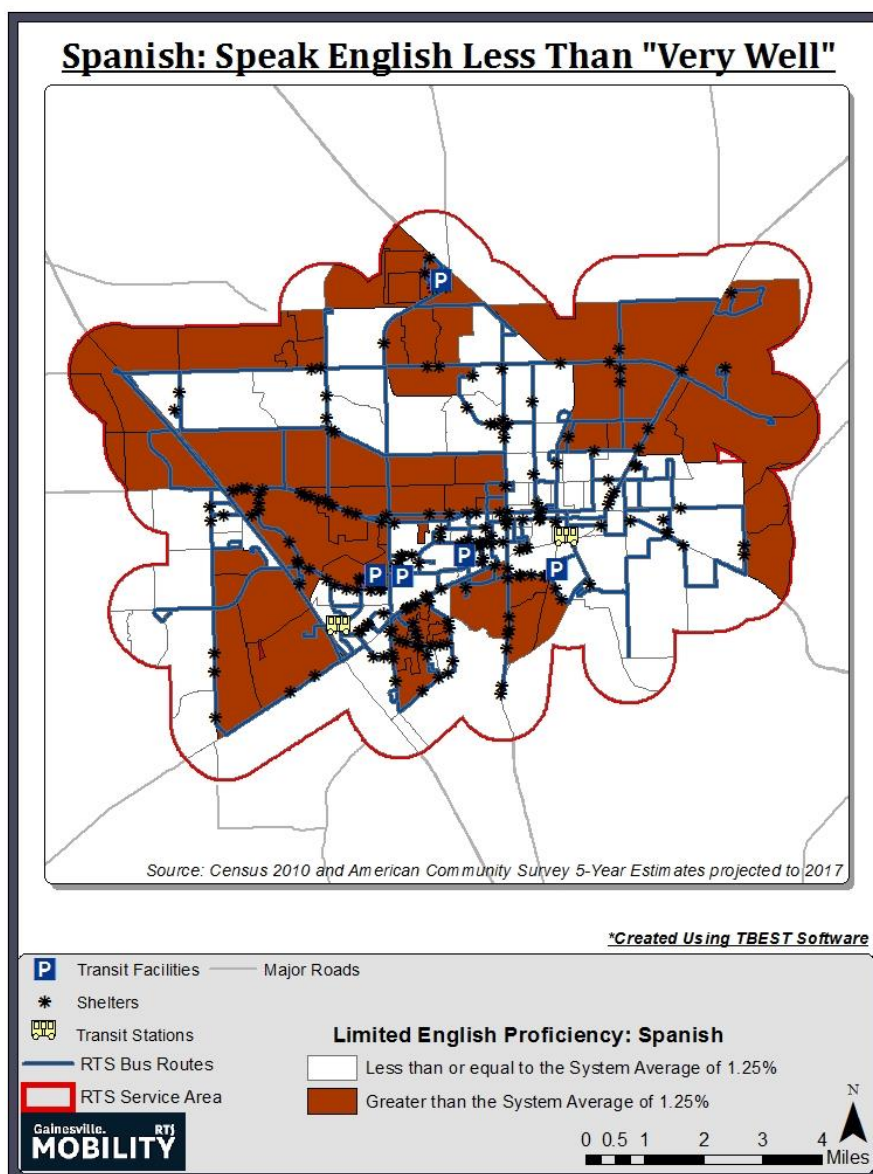 Spanish: Speak English Less Than "Very Well"
P
P
P
P
P
Source: Census 2010 and American Community Survey 5-Year Estimates projected to 2017
*Created Using TBEST Software
P Transit Facilities Major Roads
Shelters
Transit Stations
RTS Bus Routes
RTS Service Area
Limited English Proficiency: Spanish
Less than or equal to the System Average of 1.25%
Greater than the System Average of 1.25%
Gainesville. RTS
MOBILITY
N
0 0.5 1 2 3 4
Miles